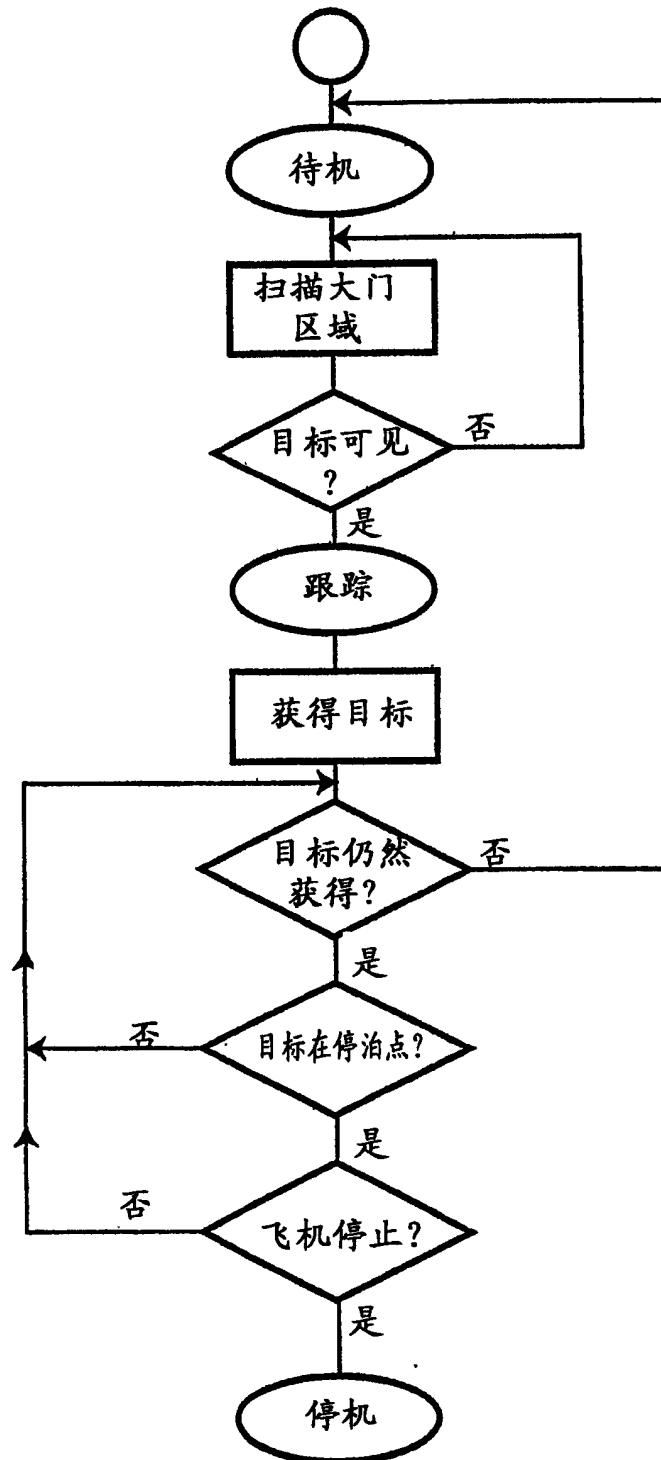 待机
扫描大门
区域
目标可见
?
否
是
跟踪
获得目标
目标仍然
获得?
否
是
目标在停泊点?
否
是
飞机停止?
否
是
停机